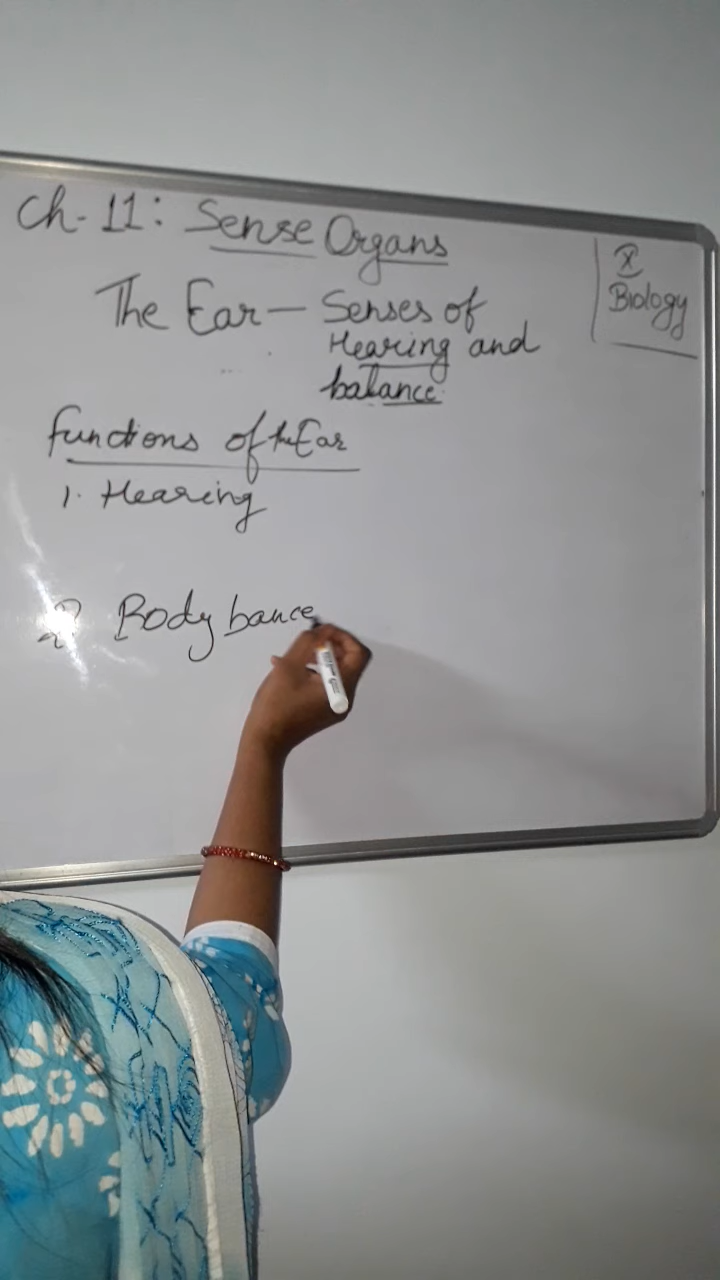 Ch- 11: Sense Organs
X
Biology
The Ear — Senses of
Hearing and
balance
functions of the Ear
1. Hearing
2. Body bance